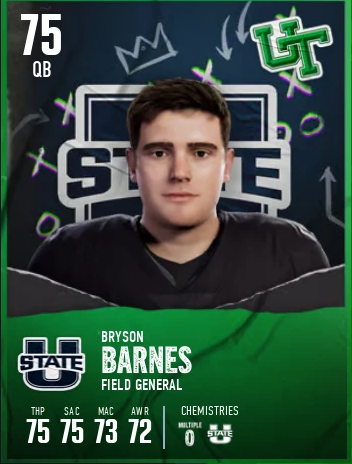 75
QB
UT
STATE
U STATE
BRYSON
BARNES
FIELD GENERAL
THP SAC MAC AWR
75 75 73 72
CHEMISTRIES
MULTIPLE
0
U STATE